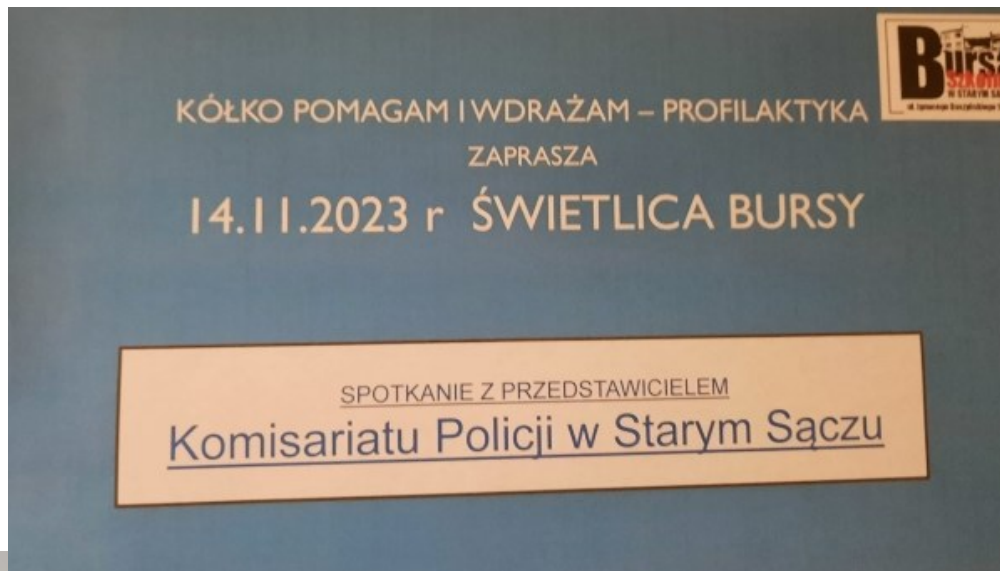 KÓŁKO POMAGAM I WDRAŻAM – PROFILAKTYKA
ZAPRASZA
14.11.2023 r ŚWIETLICA BURSY
SPOTKANIE Z PRZEDSTAWICIELEM
Komisariatu Policji w Starym Sączu